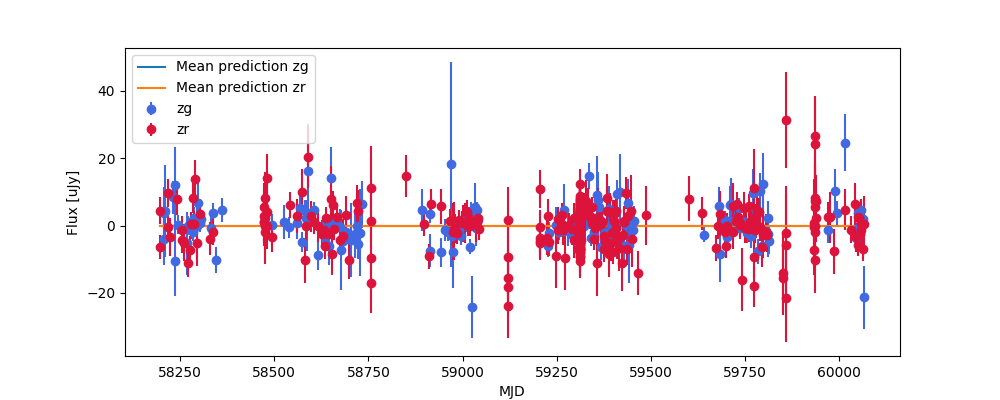 Mean prediction zg
Mean prediction zr
zg
zr
Flux [uJy]
40
20
0
−20
58250 58500 58750 59000 59250 59500 59750 60000
MJD